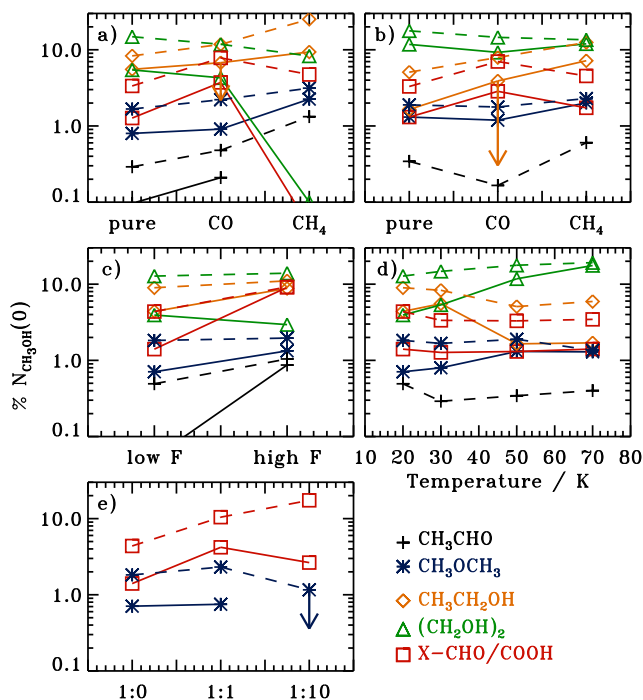 a)
10.0
1.0
0.1
pure CO CH₄
b)
pure CO CH₄
c)
10.0
1.0
0.1
low F high F
d)
10 20 30 40 50 60 70 80
Temperature / K
% N_CH₃OH(0)
e)
10.0
1.0
0.1
1:0 1:1 1:10
CH₃CHO
CH₃OCH₃
CH₃CH₂OH
(CH₂OH)₂
X−CHO/COOH